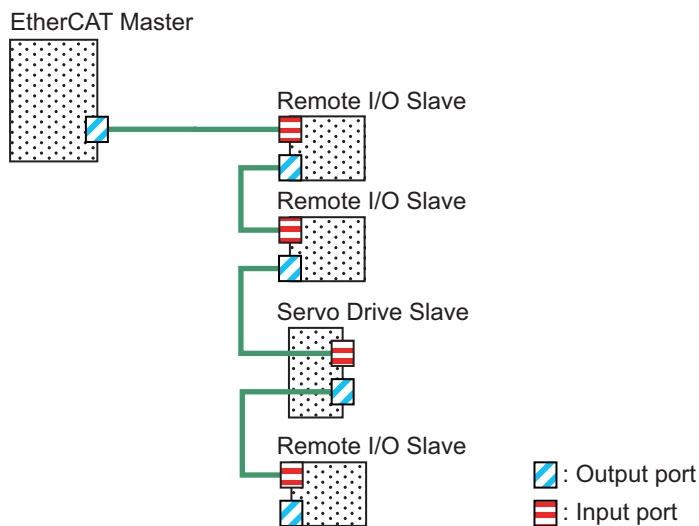 EtherCAT Master
Remote I/O Slave
Remote I/O Slave
Servo Drive Slave
Remote I/O Slave
: Output port
: Input port